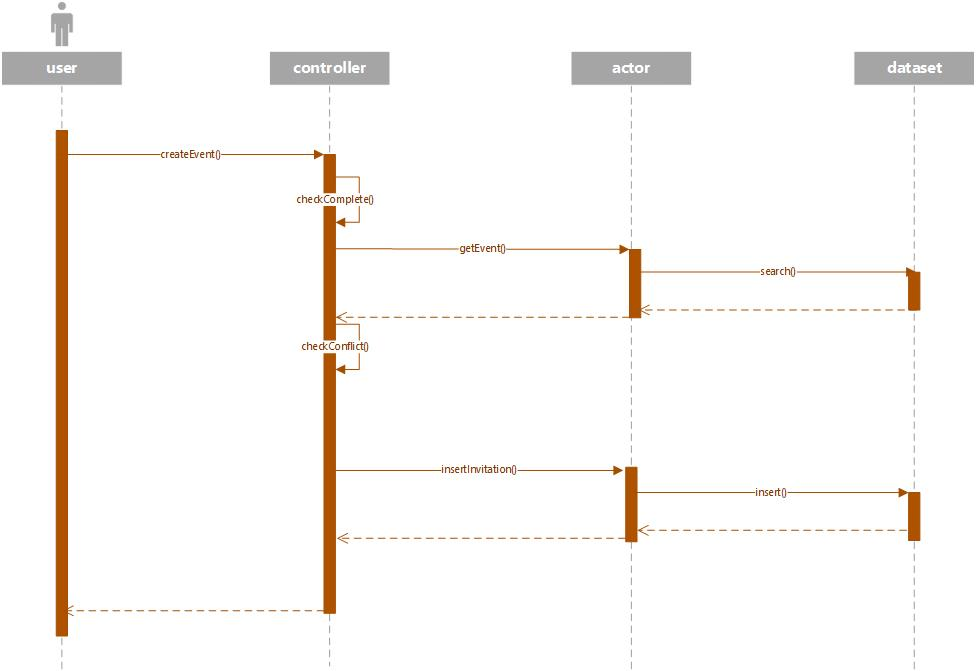 user
controller
actor
dataset
createEvent()
checkComplete()
getEvent()
search()
checkConflict()
insertInvitation()
insert()